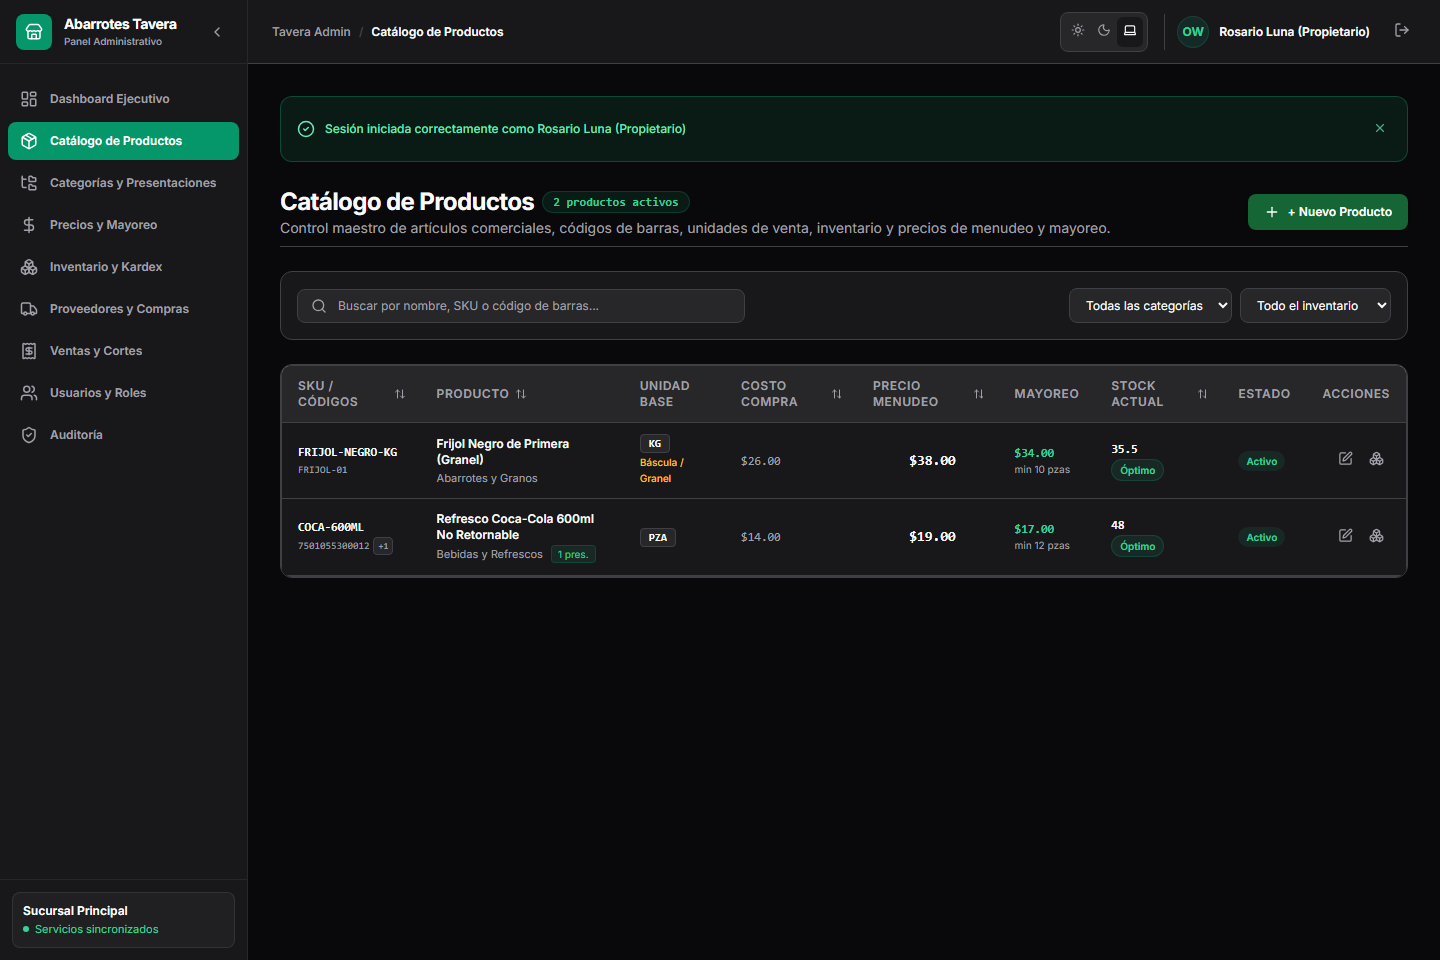 Abarrotes Tavera
Panel Administrativo
Tavera Admin / Catálogo de Productos
OW
Rosario Luna (Propietario)
Dashboard Ejecutivo
Catálogo de Productos
Categorías y Presentaciones
Precios y Mayoreo
Inventario y Kardex
Proveedores y Compras
Ventas y Cortes
Usuarios y Roles
Auditoría
Sucursal Principal
Servicios sincronizados
Sesión iniciada correctamente como Rosario Luna (Propietario)
Catálogo de Productos
2 productos activos
Control maestro de artículos comerciales, códigos de barras, unidades de venta, inventario y precios de menudeo y mayoreo.
+ Nuevo Producto
Buscar por nombre, SKU o código de barras...
Todas las categorías
Todo el inventario
SKU /
CÓDIGOS
PRODUCTO
UNIDAD
BASE
COSTO
COMPRA
PRECIO
MENUDEO
MAYOREO
STOCK
ACTUAL
ESTADO
ACCIONES
FRIJOL-NEGRO-KG
FRIJOL-01
Frijol Negro de Primera
(Granel)
Abarrotes y Granos
KG
Báscula /
Granel
$26.00
$38.00
$34.00
min 10 pzas
35.5
Óptimo
Activo
COCA-600ML
7501055300012 +1
Refresco Coca-Cola 600ml
No Retornable
Bebidas y Refrescos 1 pres.
PZA
$14.00
$19.00
$17.00
min 12 pzas
48
Óptimo
Activo